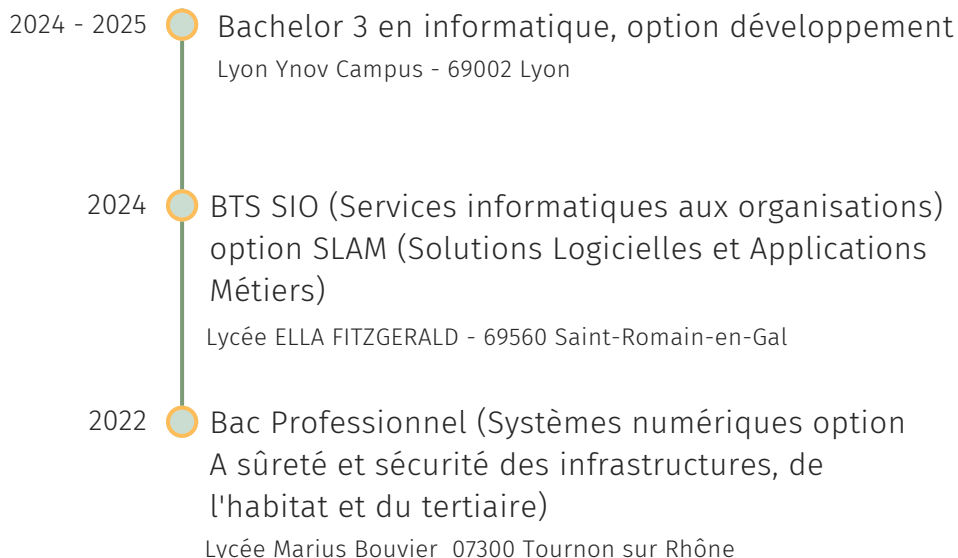 2024 - 2025 Bachelor 3 en informatique, option développement
Lyon Ynov Campus - 69002 Lyon
2024 BTS SIO (Services informatiques aux organisations)
option SLAM (Solutions Logicielles et Applications
Métiers)
Lycée ELLA FITZGERALD - 69560 Saint-Romain-en-Gal
2022 Bac Professionnel (Systèmes numériques option
A sûreté et sécurité des infrastructures, de
l'habitat et du tertiaire)
Lycée Marius Bouvier  07300 Tournon sur Rhône